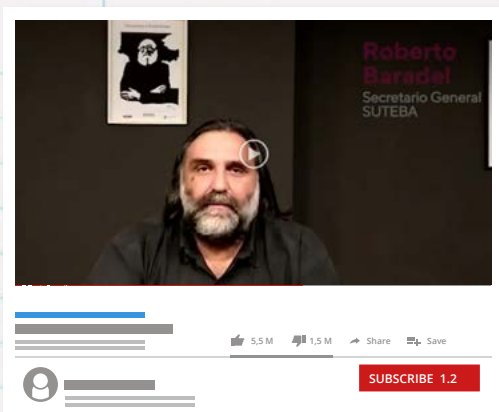 Roberto
Baradel
Secretario General
SUTEBA
5,5 M
1,5 M
Share
Save
SUBSCRIBE 1.2